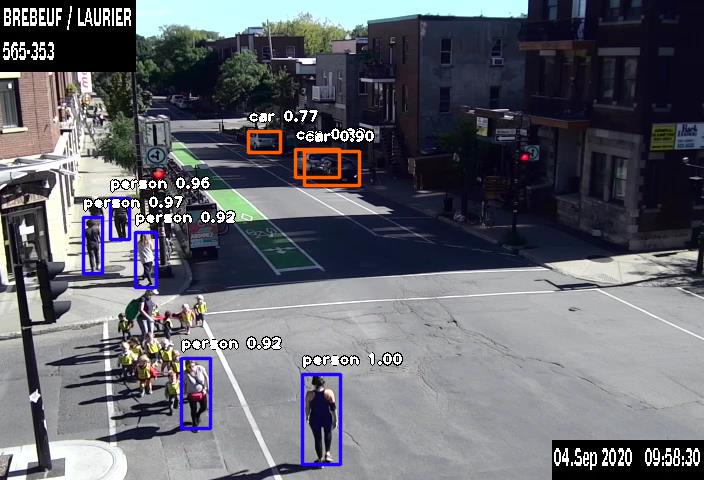 BREBEUF / LAURIER
565-353
car 0.77
car 0.90
person 0.96
person 0.97
person 0.92
person 0.92
person 1.00
04.Sep 2020 09:58:30